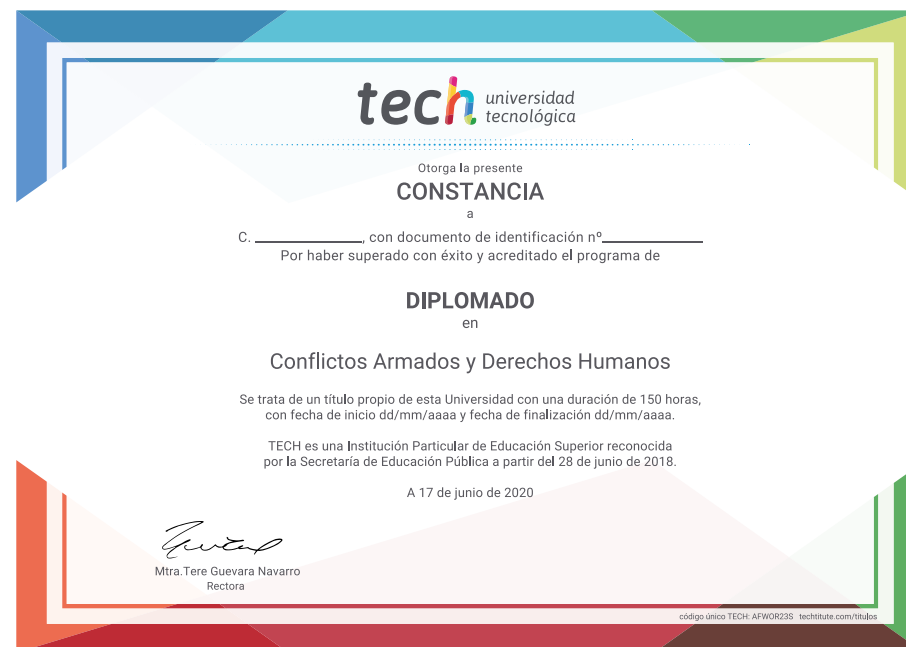 tech universidad
tecnológica
Otorga la presente
CONSTANCIA
a
C. ____________, con documento de identificación nº____________
Por haber superado con éxito y acreditado el programa de
DIPLOMADO
en
Conflictos Armados y Derechos Humanos
Se trata de un título propio de esta Universidad con una duración de 150 horas,
con fecha de inicio dd/mm/aaaa y fecha de finalización dd/mm/aaaa.
TECH es una Institución Particular de Educación Superior reconocida
por la Secretaría de Educación Pública a partir del 28 de junio de 2018.
A 17 de junio de 2020
Mtra.Tere Guevara Navarro
Rectora
código único TECH: AFWOR23S techtitute.com/titulos